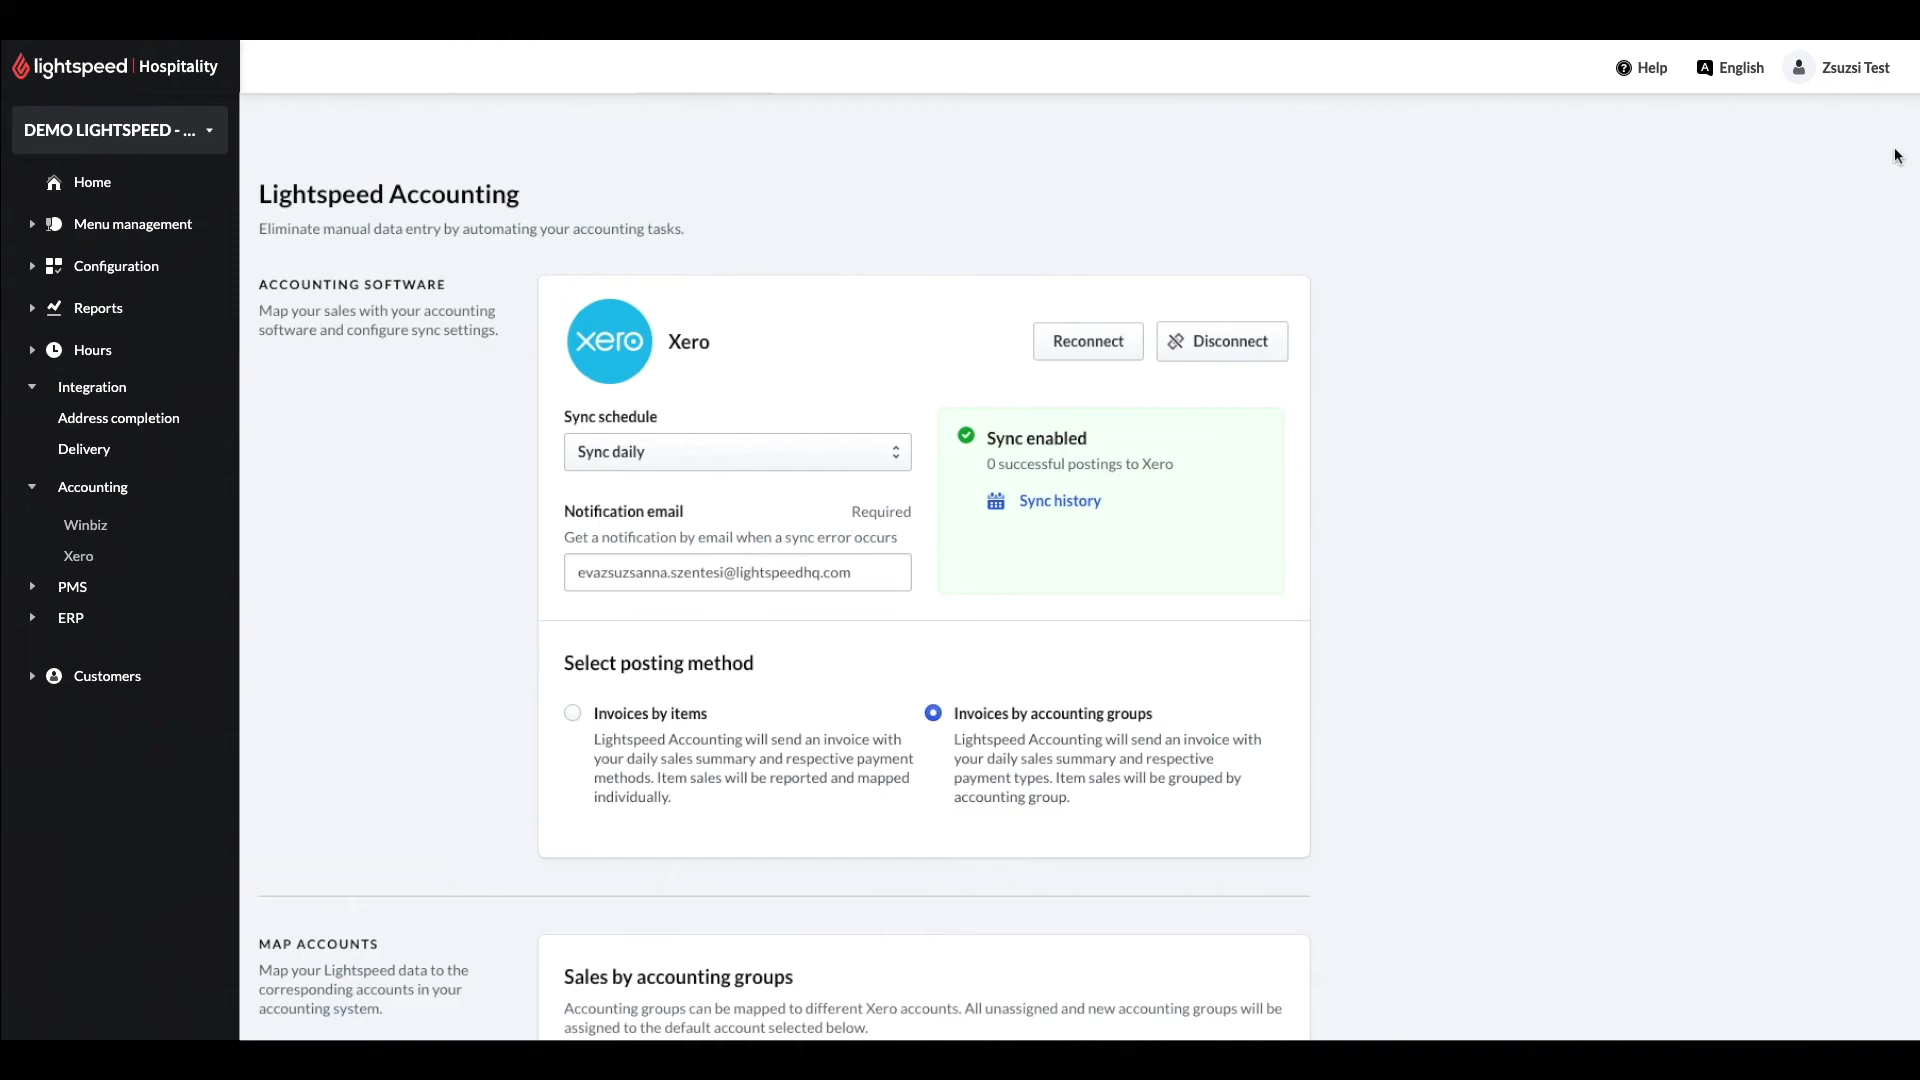 lightspeed | Hospitality
Help
English
Zsuzsi Test
DEMO LIGHTSPEED - ...
Home
Menu management
Configuration
Reports
Hours
Integration
Address completion
Delivery
Accounting
Winbiz
Xero
PMS
ERP
Customers
Lightspeed Accounting
Eliminate manual data entry by automating your accounting tasks.
ACCOUNTING SOFTWARE
Map your sales with your accounting
software and configure sync settings.
xero
Xero
Reconnect
Disconnect
Sync schedule
Sync daily
Notification email
Required
Get a notification by email when a sync error occurs
evazsuzsanna.szentesi@lightspeedhq.com
Sync enabled
0 successful postings to Xero
Sync history
Select posting method
Invoices by items
Lightspeed Accounting will send an invoice with
your daily sales summary and respective payment
methods. Item sales will be reported and mapped
individually.
Invoices by accounting groups
Lightspeed Accounting will send an invoice with
your daily sales summary and respective
payment types. Item sales will be grouped by
accounting group.
MAP ACCOUNTS
Map your Lightspeed data to the
corresponding accounts in your
accounting system.
Sales by accounting groups
Accounting groups can be mapped to different Xero accounts. All unassigned and new accounting groups will be
assigned to the default account selected below.